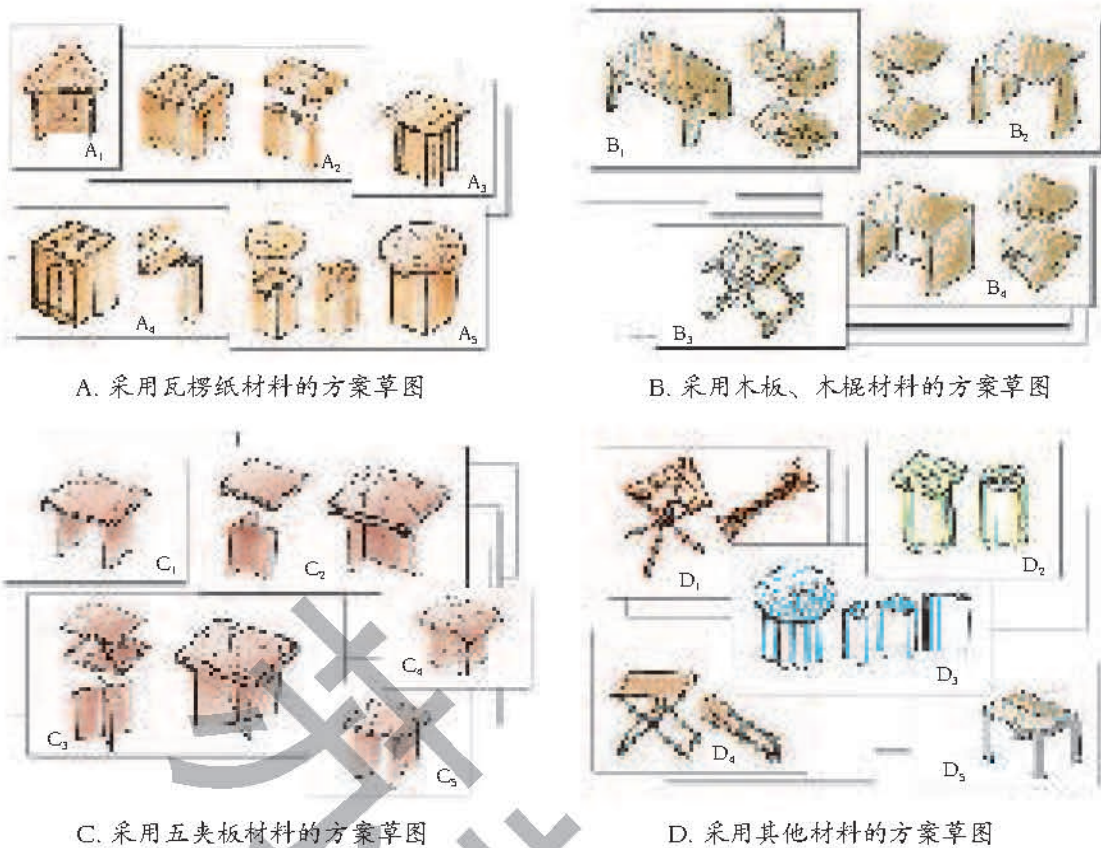 A₁
A₂
A₃
A₄
A₅
A. 采用瓦楞纸材料的方案草图
B₁
B₂
B₃
B₄
B. 采用木板、木棍材料的方案草图
C₁
C₂
C₃
C₄
C₅
C. 采用五夹板材料的方案草图
D₁
D₂
D₃
D₄
D₅
D. 采用其他材料的方案草图